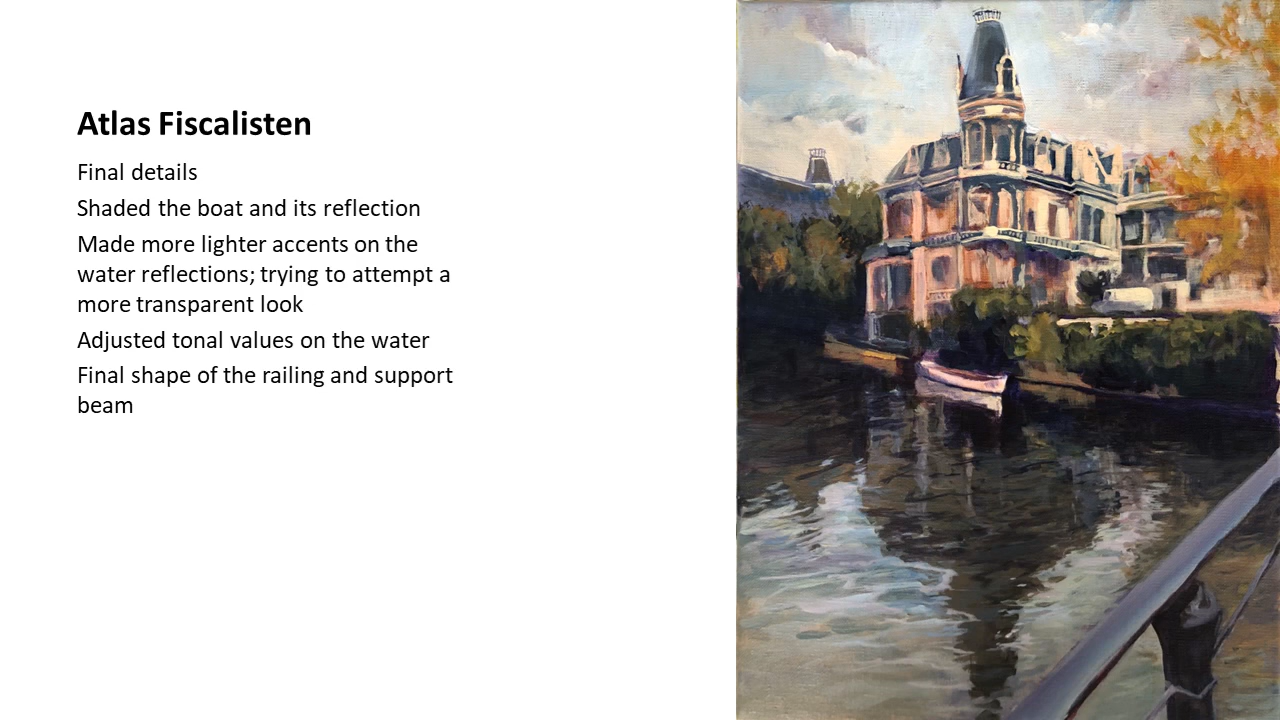 Atlas Fiscalisten
Final details
Shaded the boat and its reflection
Made more lighter accents on the
water reflections; trying to attempt a
more transparent look
Adjusted tonal values on the water
Final shape of the railing and support
beam